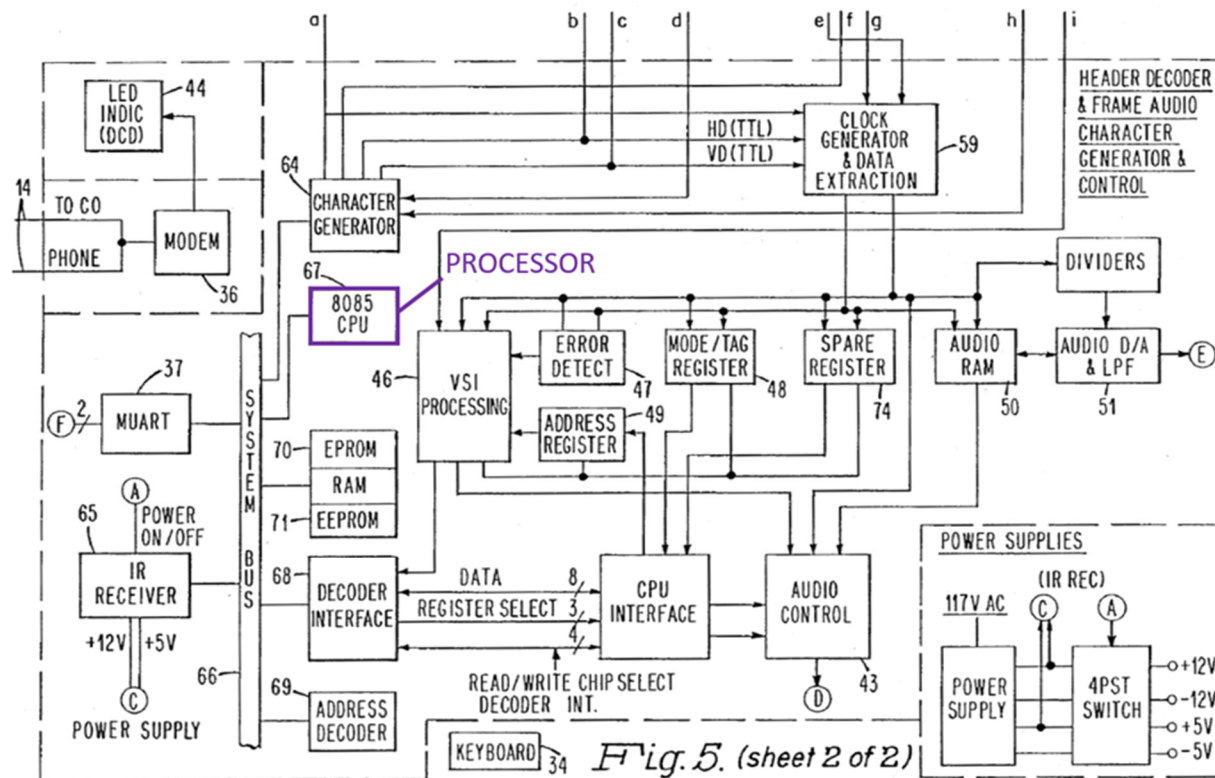 a
b
c
d
e
f
g
h
i
LED
INDIC
(DCD)
44
14
TO CO
PHONE
MODEM
36
64
CHARACTER
GENERATOR
HD(TTL)
VD(TTL)
CLOCK
GENERATOR
& DATA
EXTRACTION
59
HEADER DECODER
& FRAME AUDIO
CHARACTER
GENERATOR &
CONTROL
67
8085
CPU
PROCESSOR
46
VSI
PROCESSING
ERROR
DETECT
47
MODE/TAG
REGISTER
48
SPARE
REGISTER
74
AUDIO
RAM
50
DIVIDERS
AUDIO D/A
& LPF
51
E
49
ADDRESS
REGISTER
37
F
2
MUART
SYSTEM BUS
66
70
EPROM
RAM
71
EEPROM
A
POWER
ON/OFF
65
IR
RECEIVER
+12V
+5V
C
POWER SUPPLY
68
DECODER
INTERFACE
DATA
8
REGISTER SELECT
3
4
READ/WRITE CHIP SELECT
DECODER INT.
CPU
INTERFACE
AUDIO
CONTROL
43
D
69
ADDRESS
DECODER
KEYBOARD
34
Fig. 5. (sheet 2 of 2)
POWER SUPPLIES
(IR REC)
117V AC
C
A
POWER
SUPPLY
4PST
SWITCH
+12V
-12V
+5V
-5V